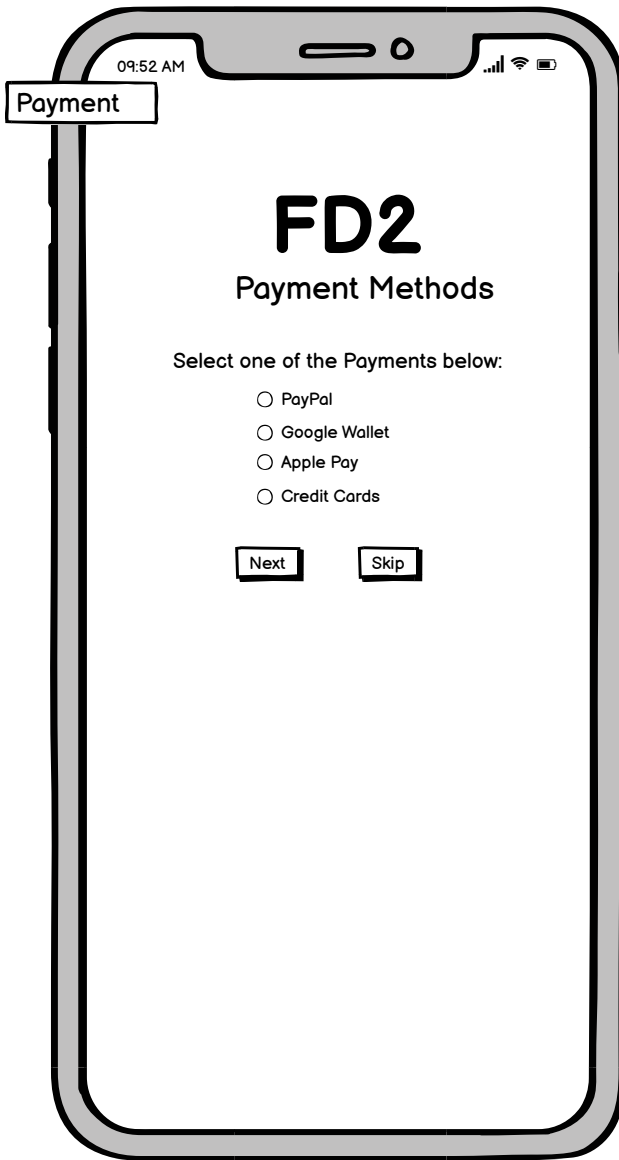 09:52 AM
Payment
FD2
Payment Methods
Select one of the Payments below:
PayPal
Google Wallet
Apple Pay
Credit Cards
Next Skip